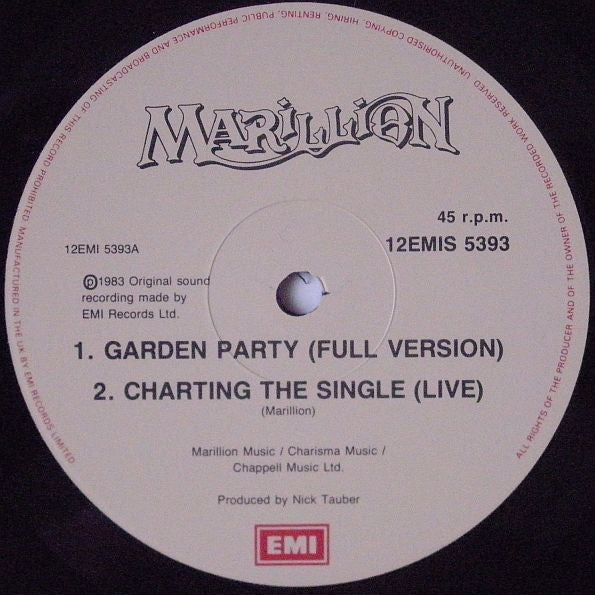 MARILLION
45 r.p.m.
12EMI 5393A
12EMIS 5393
℗1983 Original sound
recording made by
EMI Records Ltd.
1. GARDEN PARTY (FULL VERSION)
2. CHARTING THE SINGLE (LIVE)
(Marillion)
Marillion Music / Charisma Music /
Chappell Music Ltd.
Produced by Nick Tauber
EMI
ALL RIGHTS OF THE PRODUCER AND OF THE OWNER OF THE RECORDED WORK RESERVED. UNAUTHORISED COPYING, HIRING, RENTING, PUBLIC PERFORMANCE AND BROADCASTING OF THIS RECORD PROHIBITED. MANUFACTURED IN THE UK BY EMI RECORDS LIMITED